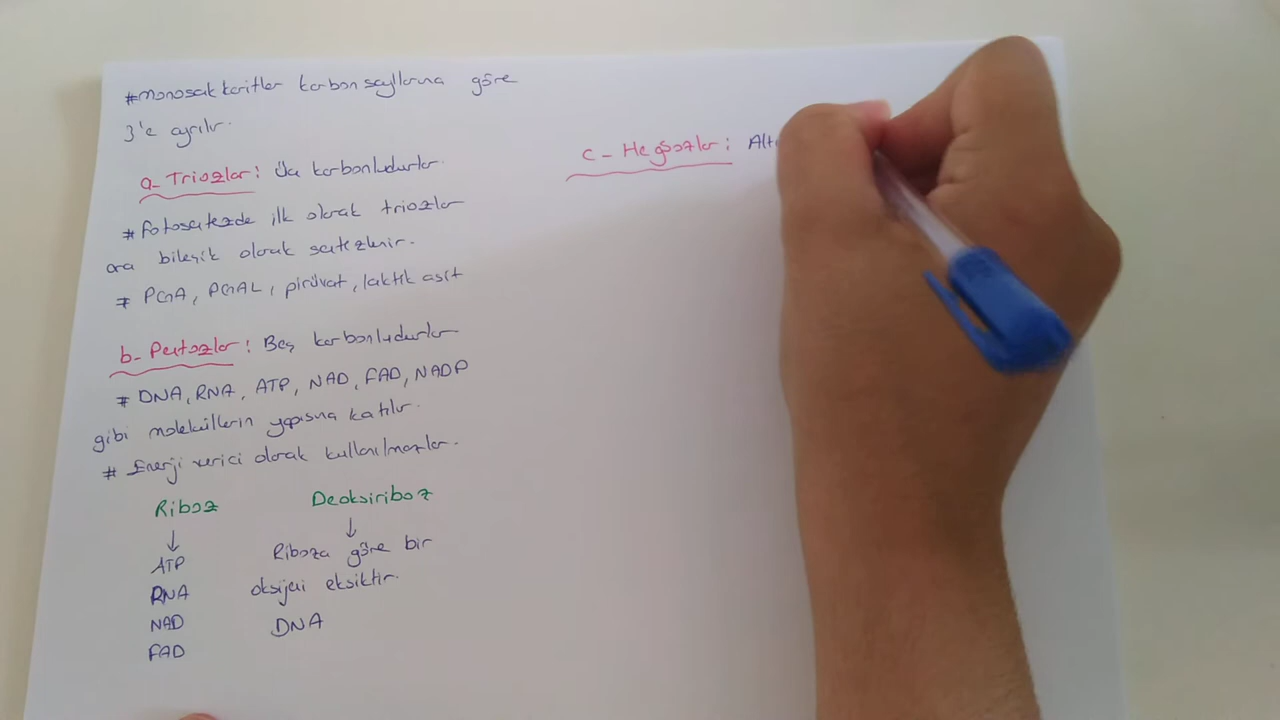 #Monosakkaritler karbon sayılarına göre
3'e ayrılır.
a- Triozlar: Üç karbonludurlar.
# Fotosentezde ilk olarak triozlar
ara bileşik olarak sentezlenir.
# PGA, PGAL, pirüvat, laktik asit
b- Pentozlar: Beş karbonludurlar
# DNA, RNA, ATP, NAD, FAD, NADP
gibi moleküllerin yapısına katılır.
# Enerji verici olarak kullanılmazlar.
Riboz
↓
ATP
RNA
NAD
FAD
Deoksiriboz
↓
Riboza göre bir
oksijeni eksiktir.
DNA
c- Hegsozlar: Altı